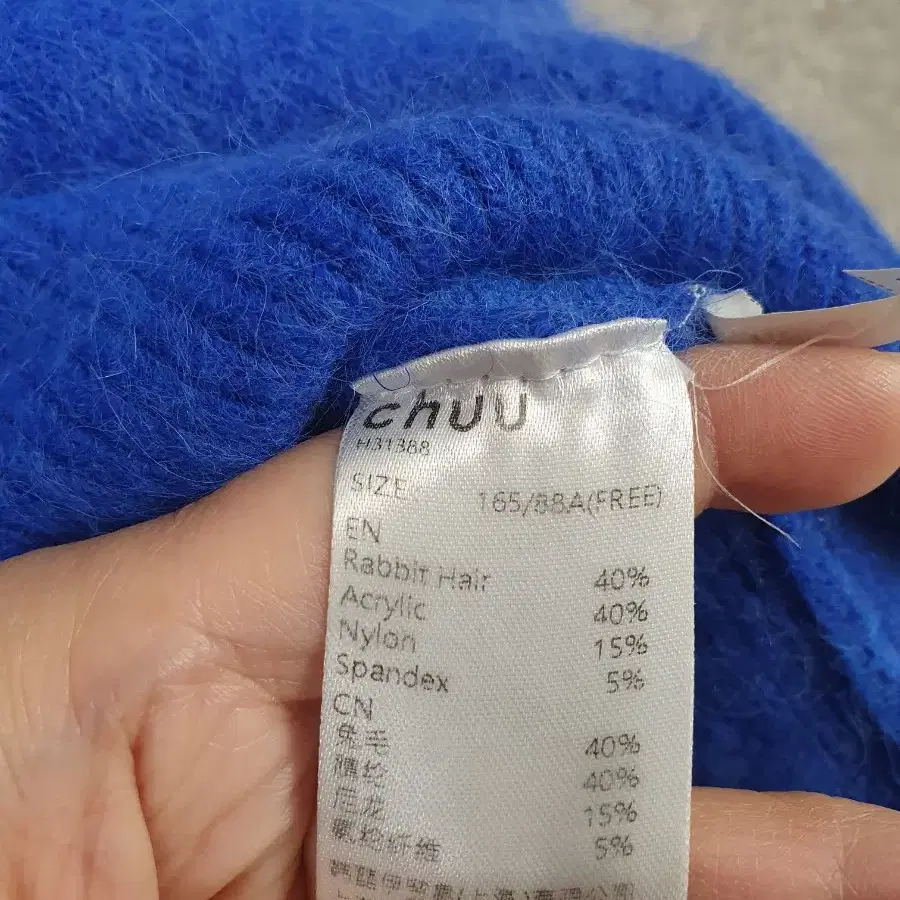 chuu
H31388
SIZE 165/88A(FREE)
EN
Rabbit Hair 40%
Acrylic 40%
Nylon 15%
Spandex 5%
CN
兔毛 40%
腈纶 40%
尼龙 15%
氨纶纤维 5%